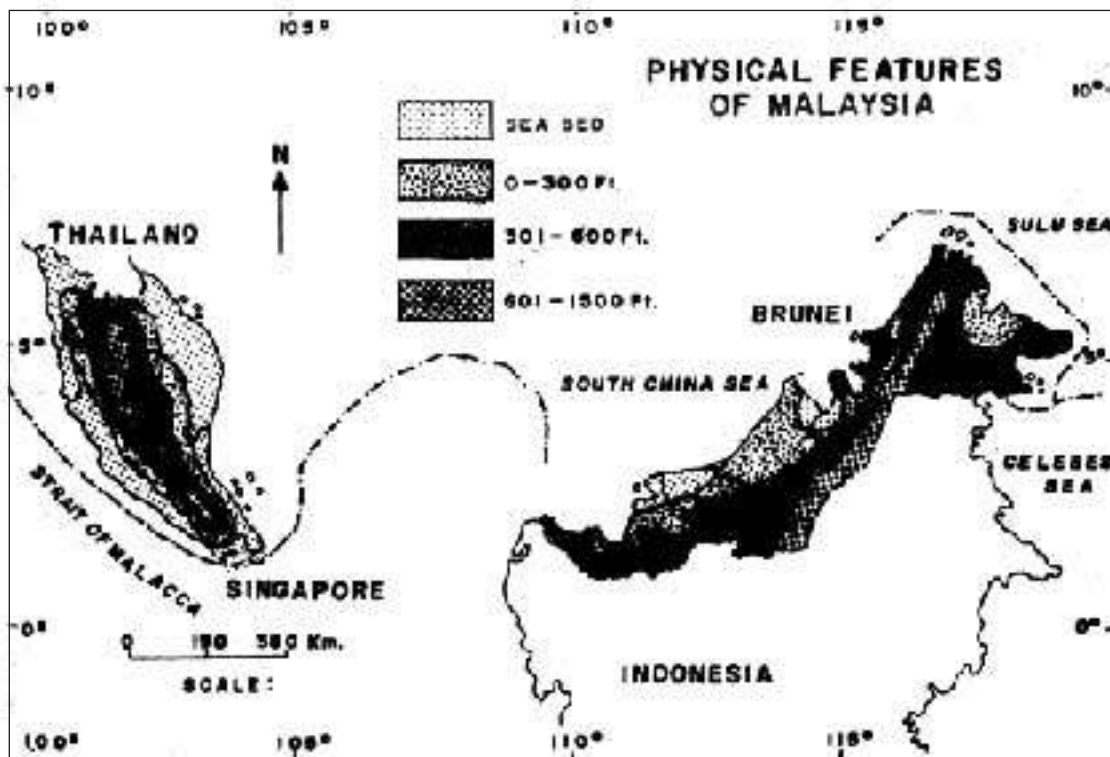 100° 105° 110° 115°
PHYSICAL FEATURES
OF MALAYSIA
10° 10°
SEA BED
0-300 Ft.
301-600 Ft.
601-1500 Ft.
N
THAILAND
SULU SEA
BRUNEI
5°
SOUTH CHINA SEA
CELEBES
SEA
STRAIT OF MALACCA
SINGAPORE
0° 0°
0 Km.
SCALE:
INDONESIA
100° 105° 110° 115°